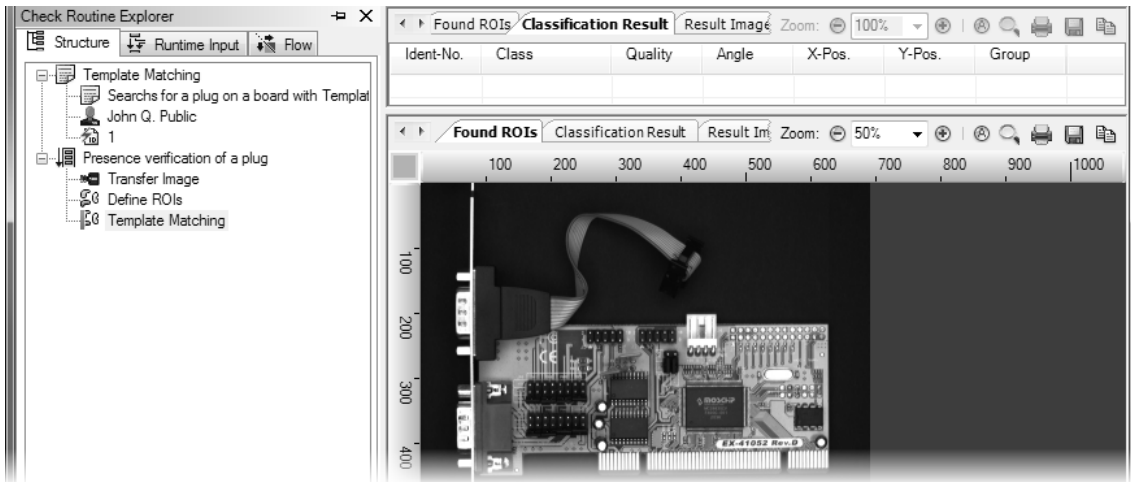 Check Routine Explorer
Structure Runtime Input Flow
Template Matching
Searchs for a plug on a board with Templat
John Q. Public
1
Presence verification of a plug
Transfer Image
Define ROIs
Template Matching
Found ROIs Classification Result Result Image Zoom: 100%
Ident-No. Class Quality Angle X-Pos. Y-Pos. Group
Found ROIs Classification Result Result Im Zoom: 50%
100 200 300 400 500 600 700 800 900 1000
100
200
300
400
EX-41052 Rev.D